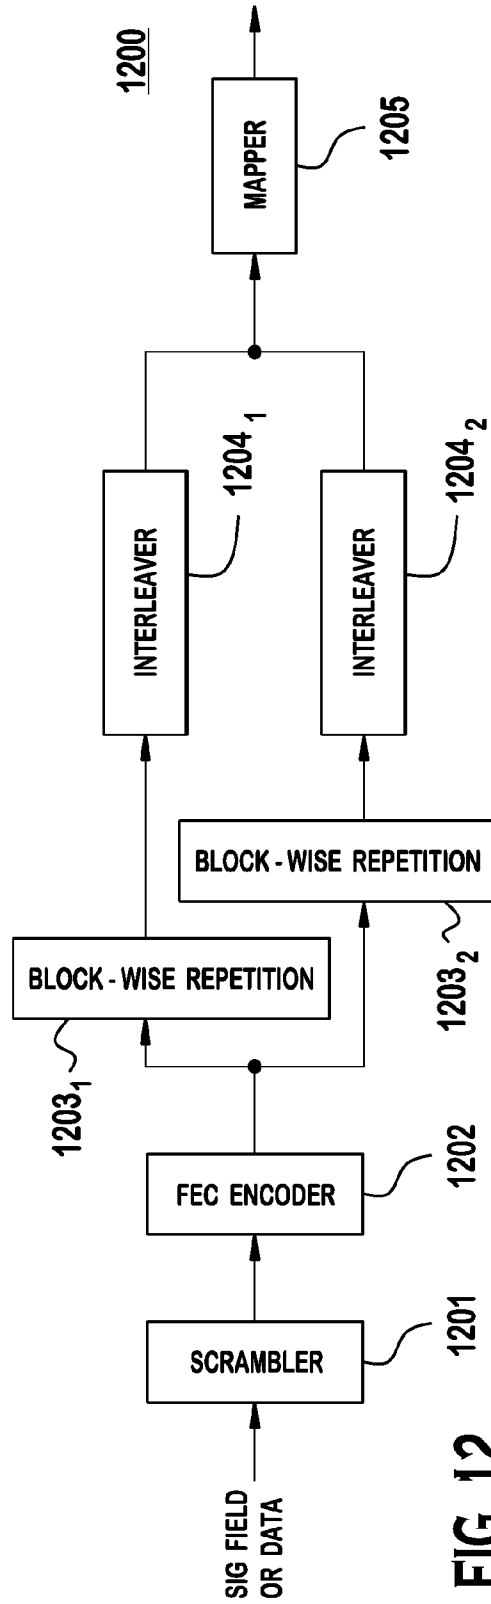 1200
SIG FIELD
OR DATA
SCRAMBLER
1201
FEC ENCODER
1202
BLOCK - WISE REPETITION
1203₁
BLOCK - WISE REPETITION
1203₂
INTERLEAVER
1204₁
INTERLEAVER
1204₂
MAPPER
1205
FIG. 12